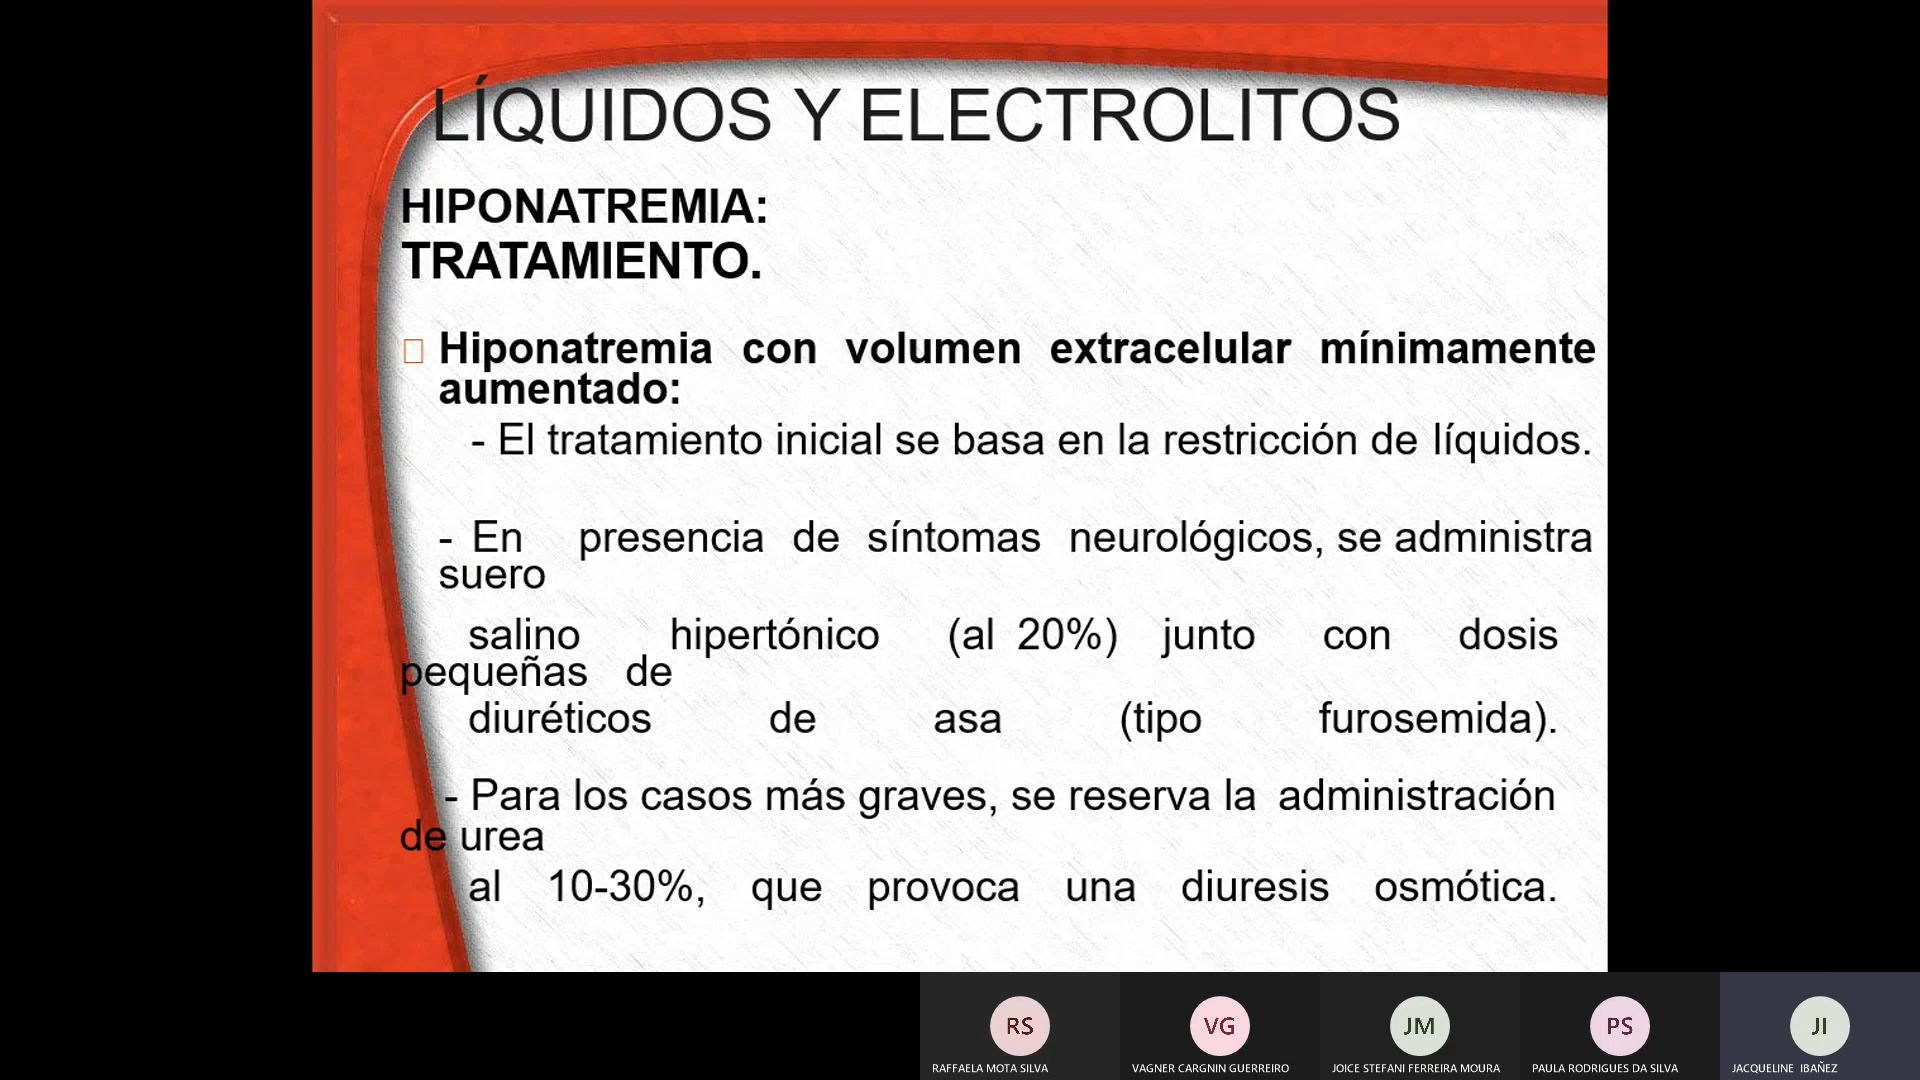 LÍQUIDOS Y ELECTROLITOS
HIPONATREMIA:
TRATAMIENTO.
Hiponatremia con volumen extracelular mínimamente
aumentado:
- El tratamiento inicial se basa en la restricción de líquidos.
- En presencia de síntomas neurológicos, se administra
suero
salino hipertónico (al 20%) junto con dosis
pequeñas de
diuréticos de asa (tipo furosemida).
- Para los casos más graves, se reserva la administración
de urea
al 10-30%, que provoca una diuresis osmótica.
RS VG JM PS JI
RAFFAELA MOTA SILVA VAGNER CARGNIN GUERREIRO JOICE STEFANI FERREIRA MOURA PAULA RODRIGUES DA SILVA JACQUELINE IBAÑEZ